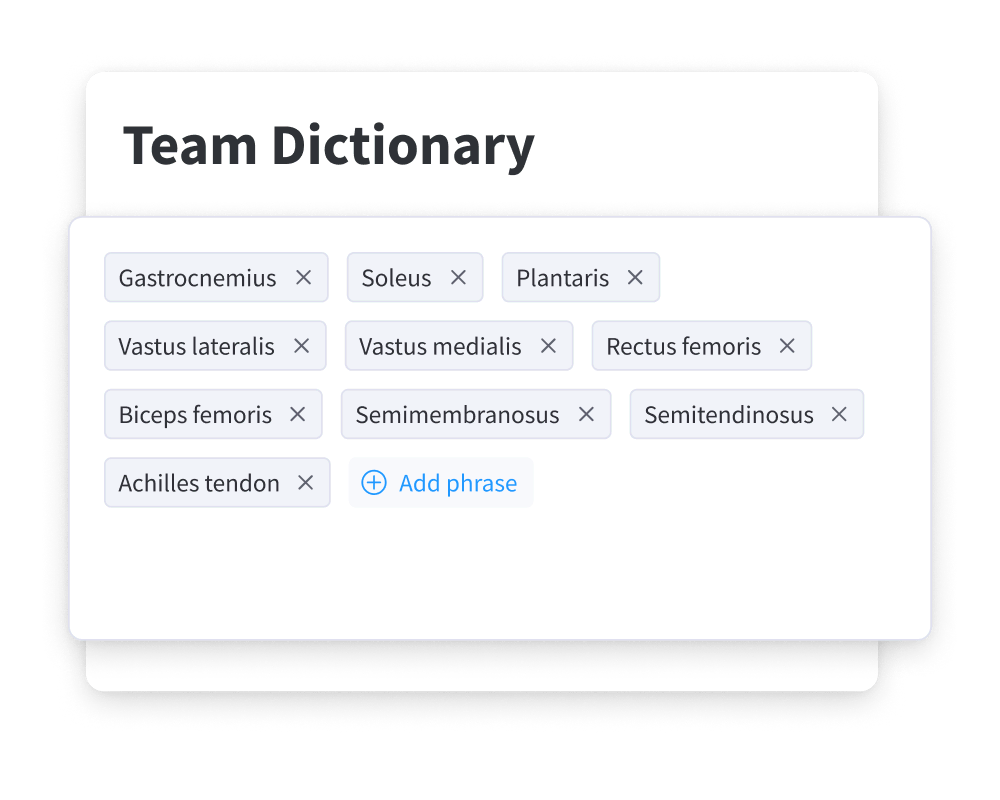 Team Dictionary
Gastrocnemius Soleus Plantaris
Vastus lateralis Vastus medialis Rectus femoris
Biceps femoris Semimembranosus Semitendinosus
Achilles tendon Add phrase